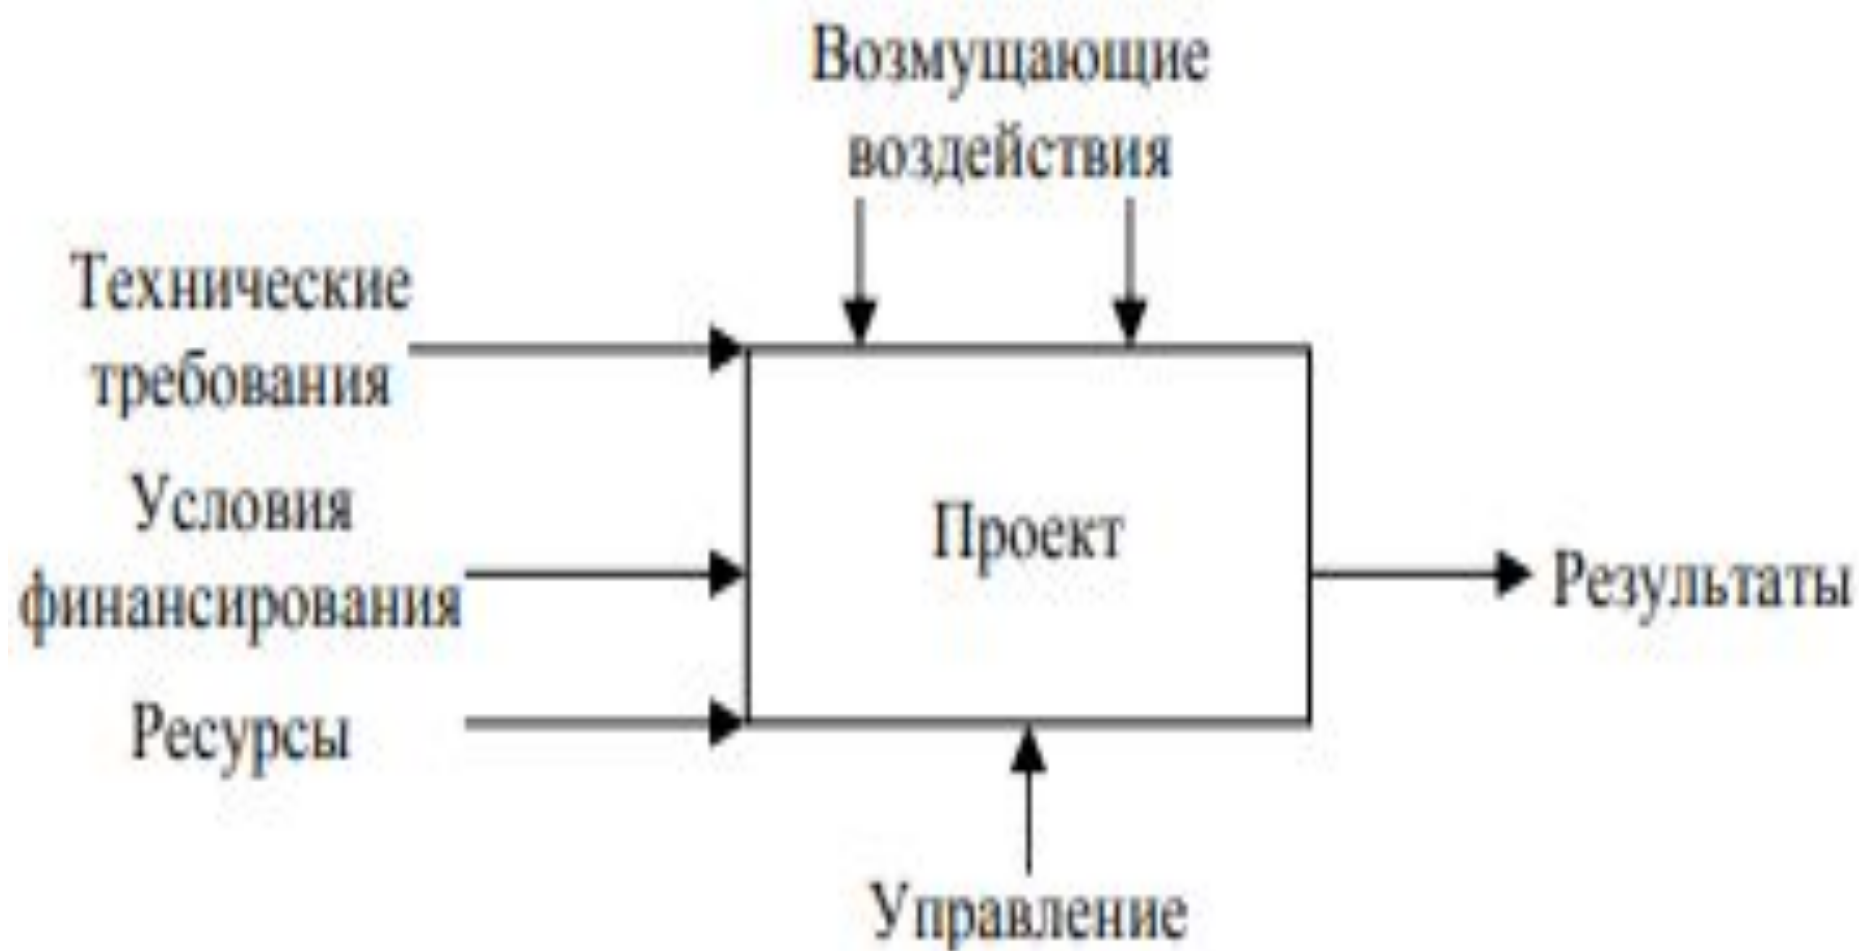 Возмущающие
воздействия
Технические
требования
Условия
финансирования
Ресурсы
Проект
Результаты
Управление